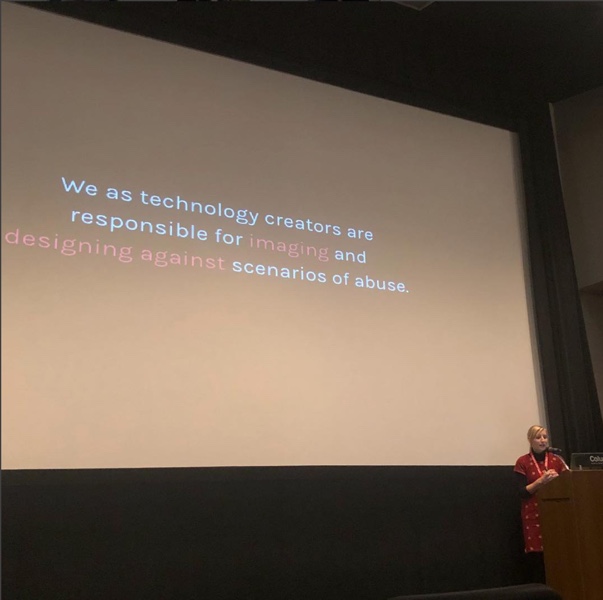 We as technology creators are
responsible for imaging and
designing against scenarios of abuse.
Colu